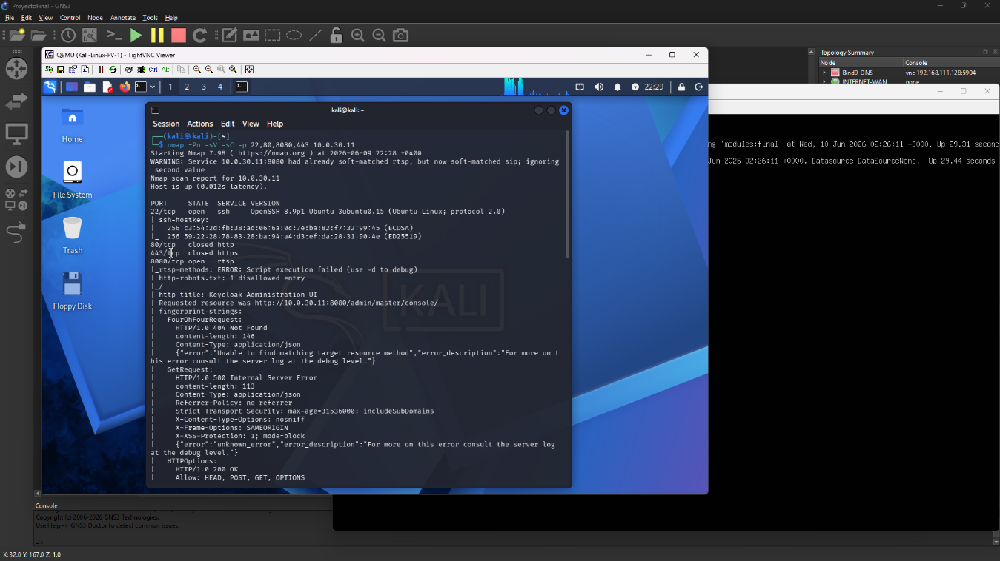 ProyectoFinal - GNS3
File Edit View Control Node Annotate Tools Help
QEMU (Kali-Linux-FV-1) - TightVNC Viewer
Ctrl Alt
Topology Summary
Node Console
Bind9-DNS vnc 192.168.111.128:5904
INTERNET-WAN none
1 2 3 4
22:29
Home
File System
Trash
Floppy Disk
kali@kali: ~
Session Actions Edit View Help
┌──(kali㉿kali)-[~]
└─$ nmap -Pn -sV -sC -p 22,80,8080,443 10.0.30.11
Starting Nmap 7.98 ( https://nmap.org ) at 2026-06-09 22:28 -0400
WARNING: Service 10.0.30.11:8080 had already soft-matched rtsp, but now soft-matched sip; ignoring
second value
Nmap scan report for 10.0.30.11
Host is up (0.012s latency).
PORT STATE SERVICE VERSION
22/tcp open ssh OpenSSH 8.9p1 Ubuntu 3ubuntu0.15 (Ubuntu Linux; protocol 2.0)
| ssh-hostkey:
| 256 c3:54:2d:fb:38:ad:06:6a:0c:7e:ba:82:f7:32:99:45 (ECDSA)
|_ 256 59:22:28:78:83:28:ba:94:a4:d3:ef:da:28:31:90:4e (ED25519)
80/tcp closed http
443/tcp closed https
8080/tcp open rtsp
|_rtsp-methods: ERROR: Script execution failed (use -d to debug)
| http-robots.txt: 1 disallowed entry
|_/
| http-title: Keycloak Administration UI
|_Requested resource was http://10.0.30.11:8080/admin/master/console/
| fingerprint-strings:
| FourOhFourRequest:
| HTTP/1.0 404 Not Found
| content-length: 146
| Content-Type: application/json
| {"error":"Unable to find matching target resource method","error_description":"For more on t
his error consult the server log at the debug level."}
| GetRequest:
| HTTP/1.0 500 Internal Server Error
| content-length: 113
| Content-Type: application/json
| Referrer-Policy: no-referrer
| Strict-Transport-Security: max-age=31536000; includeSubDomains
| X-Content-Type-Options: nosniff
| X-Frame-Options: SAMEORIGIN
| X-XSS-Protection: 1; mode=block
| {"error":"unknown_error","error_description":"For more on this error consult the server log
at the debug level."}
| HTTPOptions:
| HTTP/1.0 200 OK
| Allow: HEAD, POST, GET, OPTIONS
KALI
ng 'modules:final' at Wed, 10 Jun 2026 02:26:11 +0000. Up 29.31 second
Jun 2026 02:26:11 +0000. Datasource DataSourceNone. Up 29.44 seconds
Console
Copyright (c) 2006-2026 GNS3 Technologies.
Use Help -> GNS3 Doctor to detect common issues.
=>
X: 32.0 Y: 167.0 Z: 1.0